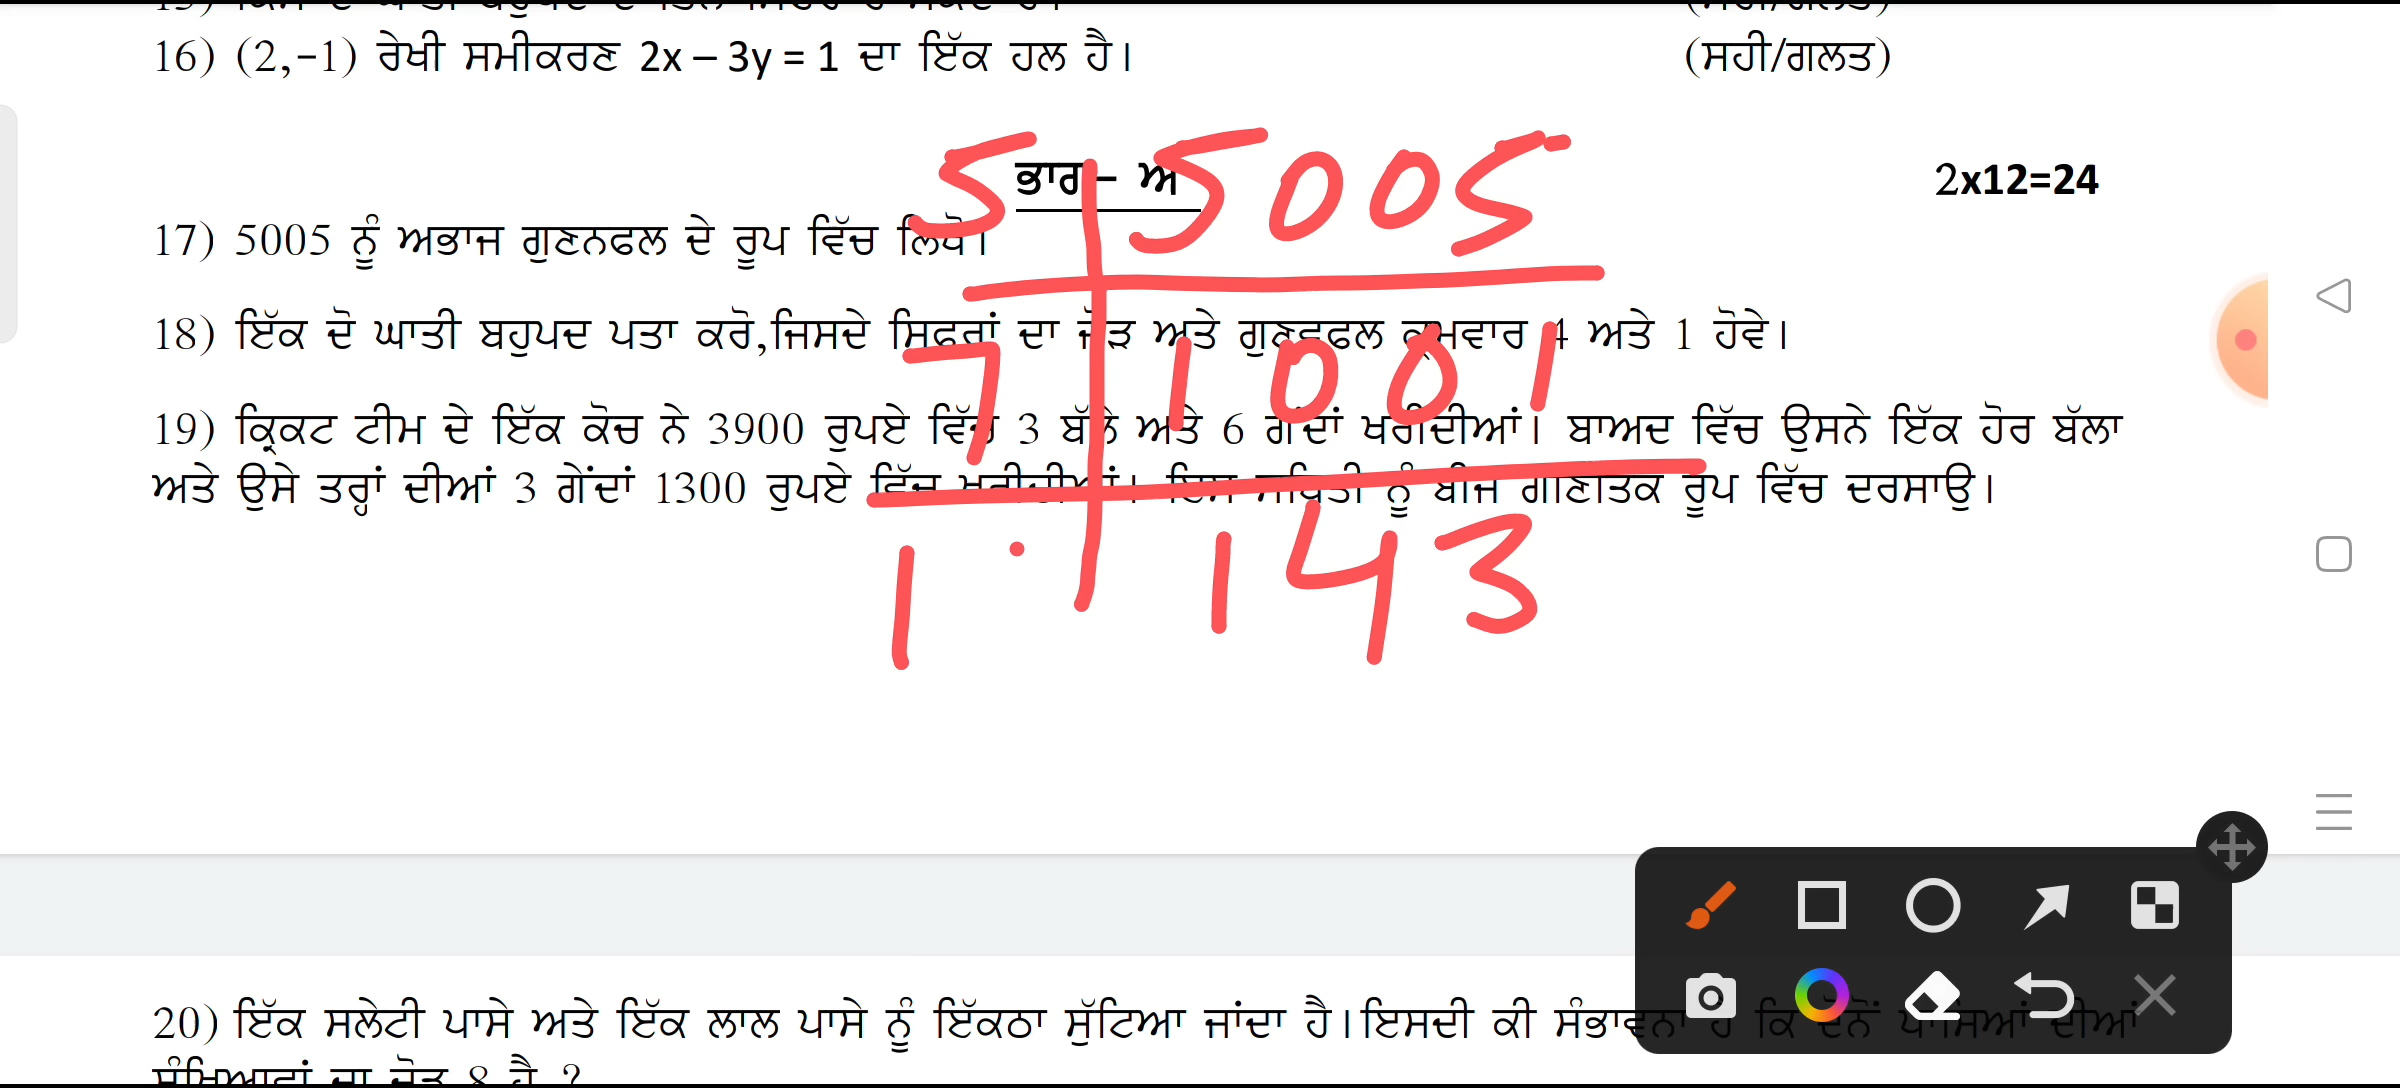 16) (2,-1) ਰੇਖੀ ਸਮੀਕਰਣ 2x – 3y = 1 ਦਾ ਇੱਕ ਹਲ ਹੈ। (ਸਹੀ/ਗਲਤ)
ਭਾਗ – ਅ 2x12=24
5 5005
17) 5005 ਨੂੰ ਅਭਾਜ ਗੁਣਨਫਲ ਦੇ ਰੂਪ ਵਿੱਚ ਲਿਖੋ।
18) ਇੱਕ ਦੋ ਘਾਤੀ ਬਹੁਪਦ ਪਤਾ ਕਰੋ,ਜਿਸਦੇ ਸਿਫਰਾਂ ਦਾ ਜੋੜ ਅਤੇ ਗੁਣਨਫਲ ਕ੍ਰਮਵਾਰ 4 ਅਤੇ 1 ਹੋਵੇ।
7 1001
19) ਕ੍ਰਿਕਟ ਟੀਮ ਦੇ ਇੱਕ ਕੋਚ ਨੇ 3900 ਰੁਪਏ ਵਿੱਚ 3 ਬੱਲੇ ਅਤੇ 6 ਗੇਂਦਾਂ ਖਰੀਦੀਆਂ। ਬਾਅਦ ਵਿੱਚ ਉਸਨੇ ਇੱਕ ਹੋਰ ਬੱਲਾ
ਅਤੇ ਉਸੇ ਤਰ੍ਹਾਂ ਦੀਆਂ 3 ਗੇਂਦਾਂ 1300 ਰੁਪਏ ਵਿੱਚ ਖਰੀਦੀਆਂ। ਇਸ ਸਥਿਤੀ ਨੂੰ ਬੀਜ ਗਣਿਤਿਕ ਰੂਪ ਵਿੱਚ ਦਰਸਾਉ।
1 143
20) ਇੱਕ ਸਲੇਟੀ ਪਾਸੇ ਅਤੇ ਇੱਕ ਲਾਲ ਪਾਸੇ ਨੂੰ ਇੱਕਠਾ ਸੁੱਟਿਆ ਜਾਂਦਾ ਹੈ।ਇਸਦੀ ਕੀ ਸੰਭਾਵਨਾ ਹੈ ਕਿ ਦੋਨੋਂ ਪਾਸਿਆਂ ਦੀਆਂ
ਸੰਖਿਆਵਾਂ ਦਾ ਜੋੜ 8 ਹੈ ?